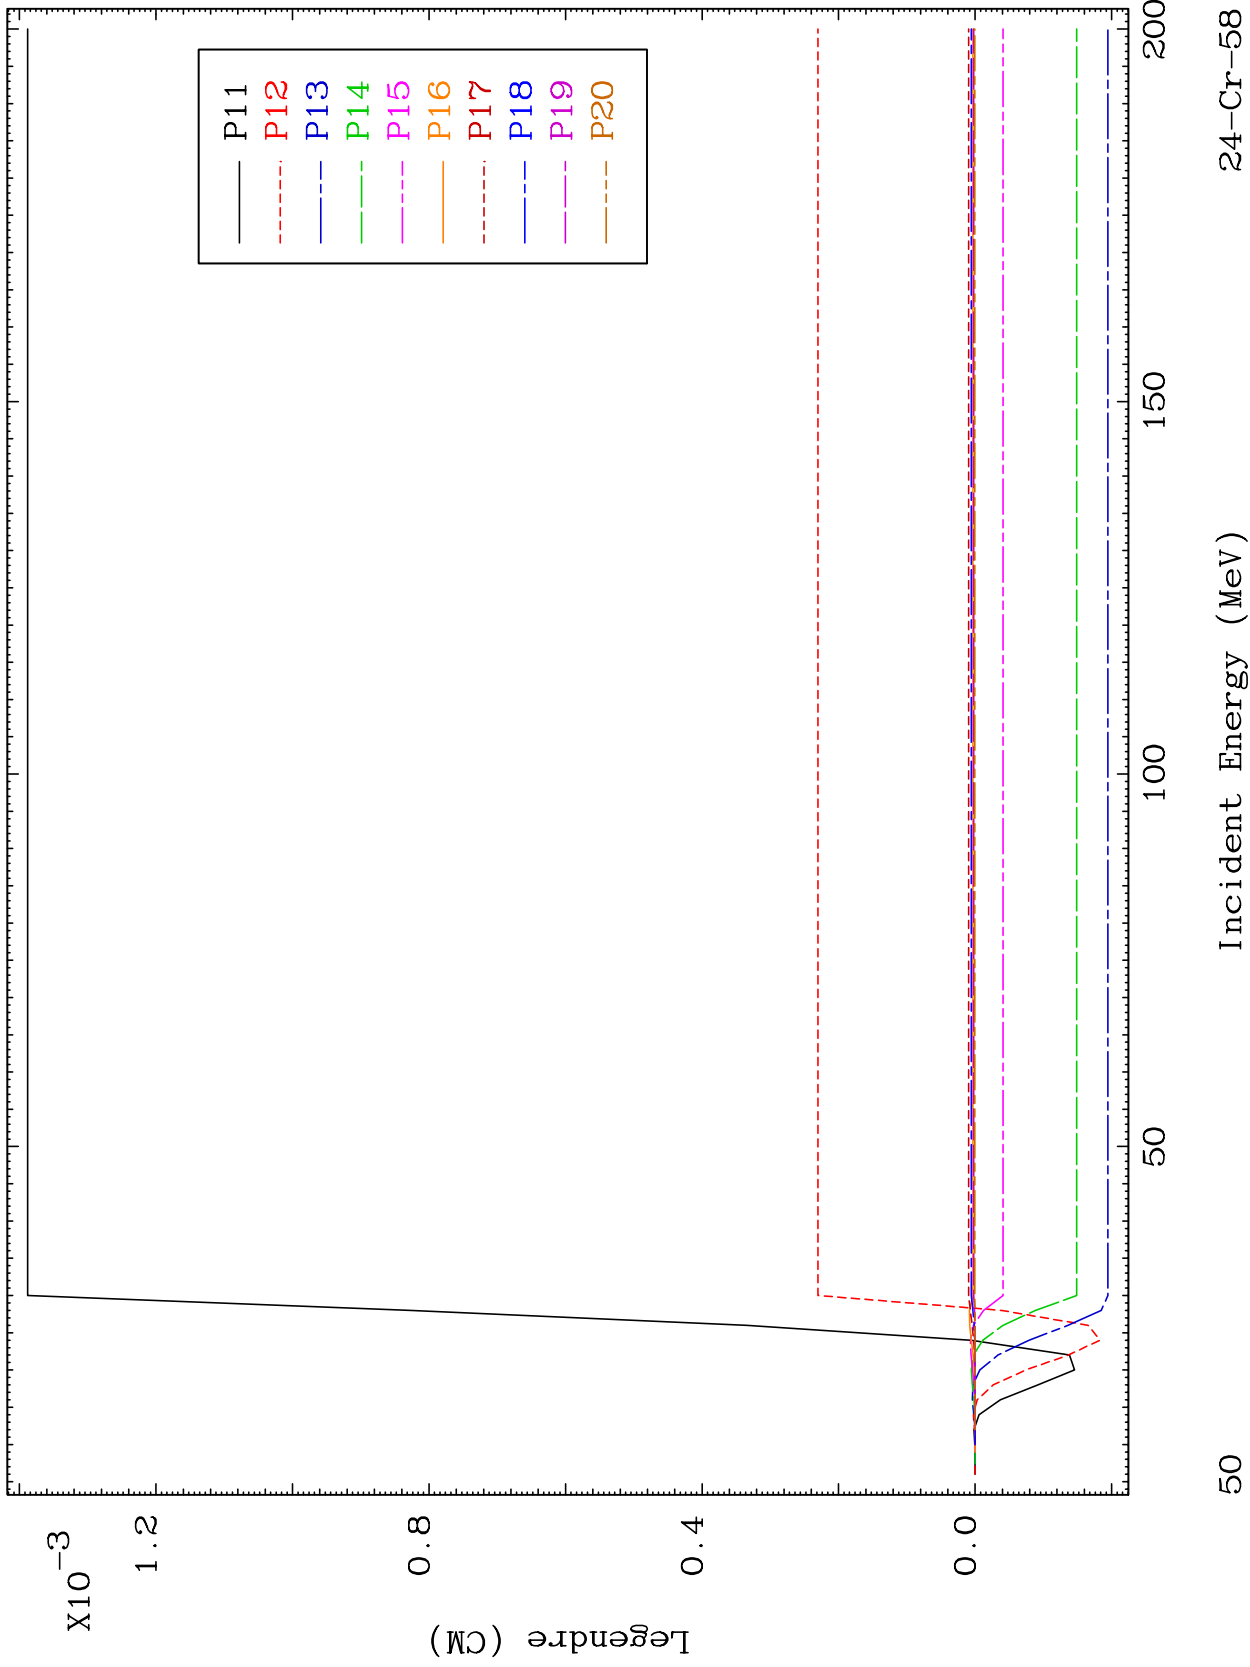 X10-3
1.2
0.8
0.4
0.0
Legendre (CM)
P11
P12
P13
P14
P15
P16
P17
P18
P19
P20
50
100
150
200
50
Incident Energy (MeV)
24-Cr-58